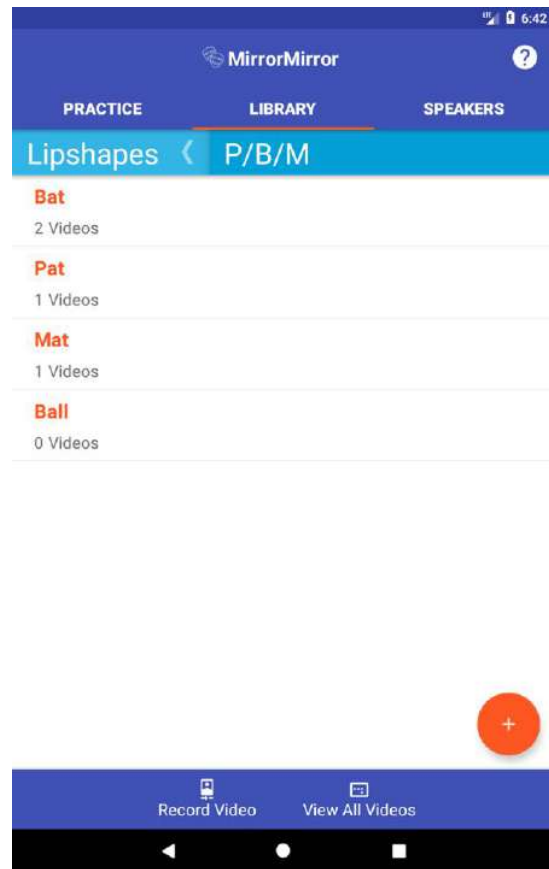 6:42
MirrorMirror ?
PRACTICE LIBRARY SPEAKERS
Lipshapes P/B/M
Bat
2 Videos
Pat
1 Videos
Mat
1 Videos
Ball
0 Videos
+
Record Video View All Videos